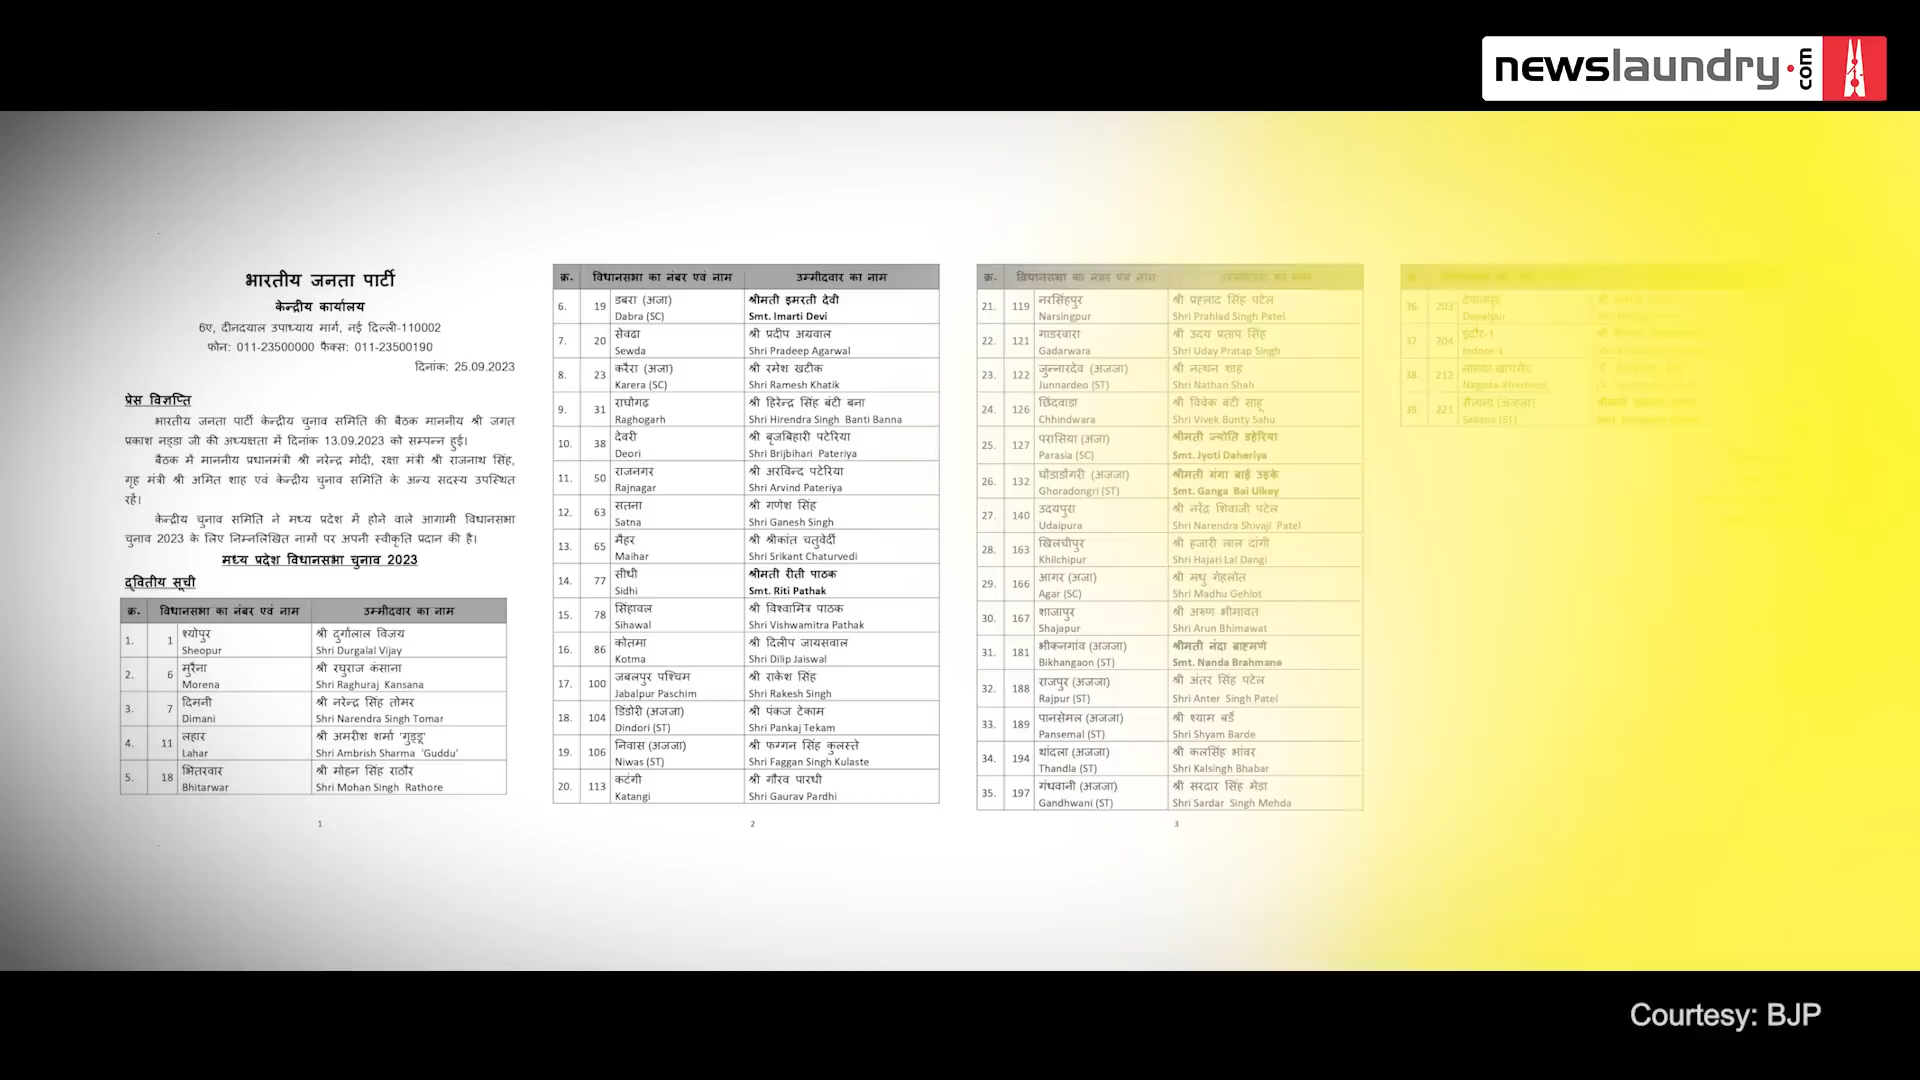 newslaundry.com
भारतीय जनता पार्टी
केन्द्रीय कार्यालय
6ए, दीनदयाल उपाध्याय मार्ग, नई दिल्ली-110002
फोन: 011-23500000 फैक्स: 011-23500190
दिनांक: 25.09.2023
प्रेस विज्ञप्ति
भारतीय जनता पार्टी केन्द्रीय चुनाव समिति की बैठक माननीय श्री जगत
प्रकाश नड्डा जी की अध्यक्षता में दिनांक 13.09.2023 को सम्पन्न हुई।
बैठक में माननीय प्रधानमंत्री श्री नरेन्द्र मोदी, रक्षा मंत्री श्री राजनाथ सिंह,
गृह मंत्री श्री अमित शाह एवं केन्द्रीय चुनाव समिति के अन्य सदस्य उपस्थित
रहें।
केन्द्रीय चुनाव समिति ने मध्य प्रदेश में होने वाले आगामी विधानसभा
चुनाव 2023 के लिए निम्नलिखित नामों पर अपनी स्वीकृति प्रदान की है।
मध्य प्रदेश विधानसभा चुनाव 2023
द्वितीय सूची
क्र. विधानसभा का नंबर एवं नाम उम्मीदवार का नाम
1. 1 श्योपुर श्री दुर्गालाल विजय
Sheopur Shri Durgalal Vijay
2. 6 मुरैना श्री रघुराज कंसाना
Morena Shri Raghuraj Kansana
3. 7 दिमनी श्री नरेन्द्र सिंह तोमर
Dimani Shri Narendra Singh Tomar
4. 11 लहार श्री अमरीश शर्मा 'गुड्डू'
Lahar Shri Ambrish Sharma 'Guddu'
5. 18 भितरवार श्री मोहन सिंह राठौर
Bhitarwar Shri Mohan Singh Rathore
1
क्र. विधानसभा का नंबर एवं नाम उम्मीदवार का नाम
6. 19 डबरा (अजा) श्रीमती इमरती देवी
Dabra (SC) Smt. Imarti Devi
7. 20 सेवढा श्री प्रदीप अग्रवाल
Sewda Shri Pradeep Agarwal
8. 23 करैरा (अजा) श्री रमेश खटीक
Karera (SC) Shri Ramesh Khatik
9. 31 राघोगढ़ श्री हिरेन्द्र सिंह बंटी बना
Raghogarh Shri Hirendra Singh Banti Banna
10. 38 देवरी श्री बृजबिहारी पटेरिया
Deori Shri Brijbihari Pateriya
11. 50 राजनगर श्री अरविन्द पटेरिया
Rajnagar Shri Arvind Pateriya
12. 63 सतना श्री गणेश सिंह
Satna Shri Ganesh Singh
13. 65 मैहर श्री श्रीकांत चतुर्वेदी
Maihar Shri Srikant Chaturvedi
14. 77 सीधी श्रीमती रीती पाठक
Sidhi Smt. Riti Pathak
15. 78 सिंहावल श्री विश्वामित्र पाठक
Sihawal Shri Vishwamitra Pathak
16. 86 कोतमा श्री दिलीप जायसवाल
Kotma Shri Dilip Jaiswal
17. 100 जबलपुर पश्चिम श्री राकेश सिंह
Jabalpur Paschim Shri Rakesh Singh
18. 104 डिंडोरी (अजजा) श्री पंकज टेकाम
Dindori (ST) Shri Pankaj Tekam
19. 106 निवास (अजजा) श्री फग्गन सिंह कुलस्ते
Niwas (ST) Shri Faggan Singh Kulaste
20. 113 कटंगी श्री गौरव पारधी
Katangi Shri Gaurav Pardhi
2
क्र. विधानसभा का नंबर एवं नाम उम्मीदवार का नाम
21. 119 नरसिंहपुर श्री प्रहलाद सिंह पटेल
Narsingpur Shri Prahlad Singh Patel
22. 121 गाडरवारा श्री उदय प्रताप सिंह
Gadarwara Shri Uday Pratap Singh
23. 122 जुन्नारदेव (अजजा) श्री नत्थन शाह
Junnardeo (ST) Shri Nathan Shah
24. 126 छिंदवाडा श्री विवेक बंटी साहू
Chhindwara Shri Vivek Bunty Sahu
25. 127 परासिया (अजा) श्रीमती ज्योति डहेरिया
Parasia (SC) Smt. Jyoti Daheriya
26. 132 घोडाडोंगरी (अजजा) श्रीमती गंगा बाई उइके
Ghoradongri (ST) Smt. Ganga Bai Uikey
27. 140 उदयपुरा श्री नरेंद्र शिवाजी पटेल
Udaipura Shri Narendra Shivaji Patel
28. 163 खिलचीपुर श्री हजारी लाल दांगी
Khilchipur Shri Hajari Lal Dangi
29. 166 आगर (अजा) श्री मधु गेहलोत
Agar (SC) Shri Madhu Gehlot
30. 167 शाजापुर श्री अरुण भीमावत
Shajapur Shri Arun Bhimawat
31. 181 भीकनगांव (अजजा) श्रीमती नंदा ब्राहमणे
Bikhangaon (ST) Smt. Nanda Brahmane
32. 188 राजपुर (अजजा) श्री अंतर सिंह पटेल
Rajpur (ST) Shri Anter Singh Patel
33. 189 पानसेमल (अजजा) श्री श्याम बर्डे
Pansemal (ST) Shri Shyam Barde
34. 194 थांदला (अजजा) श्री कलसिंह भांवर
Thandla (ST) Shri Kalsingh Bhabar
35. 197 गंधवानी (अजजा) श्री सरदार सिंह मेडा
Gandhwani (ST) Shri Sardar Singh Mehda
3
36. 203 देपालपुर
Depalpur
37. 204 इंदौर-1
Indore-1
38. 212
Nagada-Khachrod
39. 221 सैलाना (अजजा)
Sailana (ST)
Courtesy: BJP